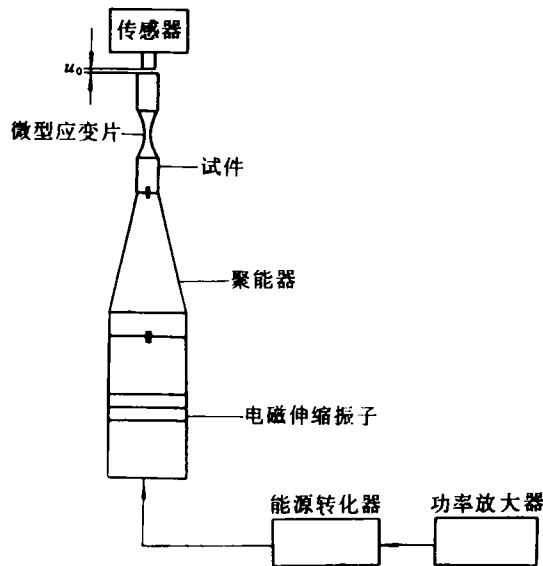 传感器
u₀
微型应变片
试件
聚能器
电磁伸缩振子
能源转化器
功率放大器